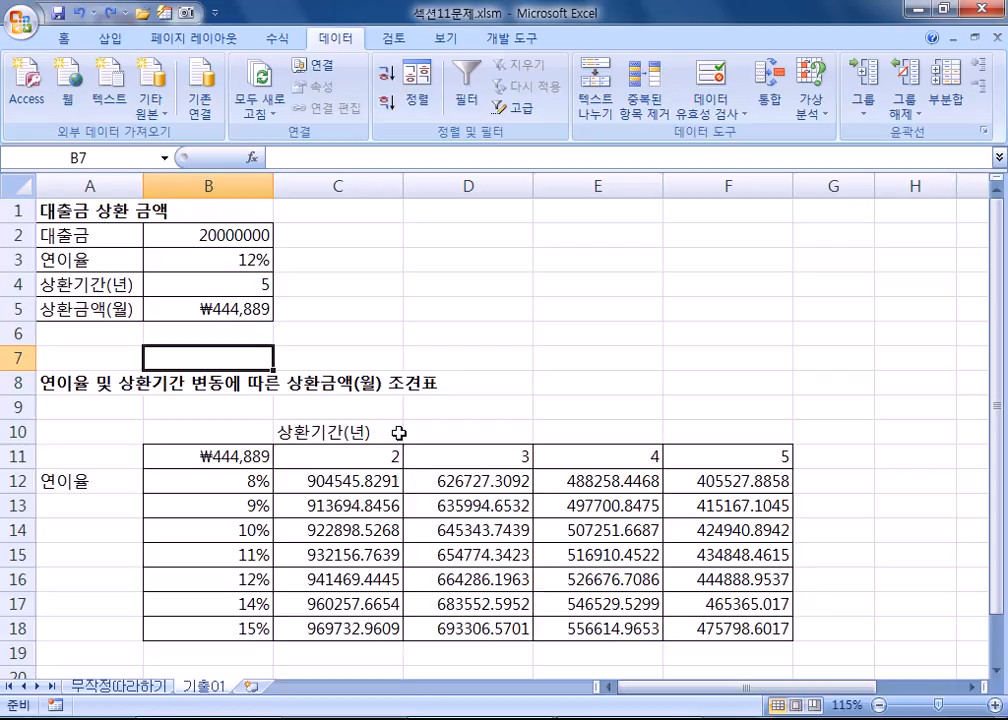 섹션11문제.xlsm - Microsoft Excel
홈 삽입 페이지 레이아웃 수식 데이터 검토 보기 개발 도구
Access 웹 텍스트 기타 원본 기존 연결 모두 새로 고침 연결 속성 연결 편집 정렬 필터 지우기 다시 적용 고급 텍스트 나누기 중복된 항목 제거 데이터 유효성 검사 통합 가상 분석 그룹 그룹 해제 부분합
외부 데이터 가져오기 연결 정렬 및 필터 데이터 도구 윤곽선
B7 fx
A B C D E F G H
1 대출금 상환 금액
2 대출금 20000000
3 연이율 12%
4 상환기간(년) 5
5 상환금액(월) ₩444,889
6
7
8 연이율 및 상환기간 변동에 따른 상환금액(월) 조견표
9
10 상환기간(년)
11 ₩444,889 2 3 4 5
12 연이율 8% 904545.8291 626727.3092 488258.4468 405527.8858
13 9% 913694.8456 635994.6532 497700.8475 415167.1045
14 10% 922898.5268 645343.7439 507251.6687 424940.8942
15 11% 932156.7639 654774.3423 516910.4522 434848.4615
16 12% 941469.4445 664286.1963 526676.7086 444888.9537
17 14% 960257.6654 683552.5952 546529.5299 465365.017
18 15% 969732.9609 693306.5701 556614.9653 475798.6017
19
20
무작정따라하기 기출01
준비 115%